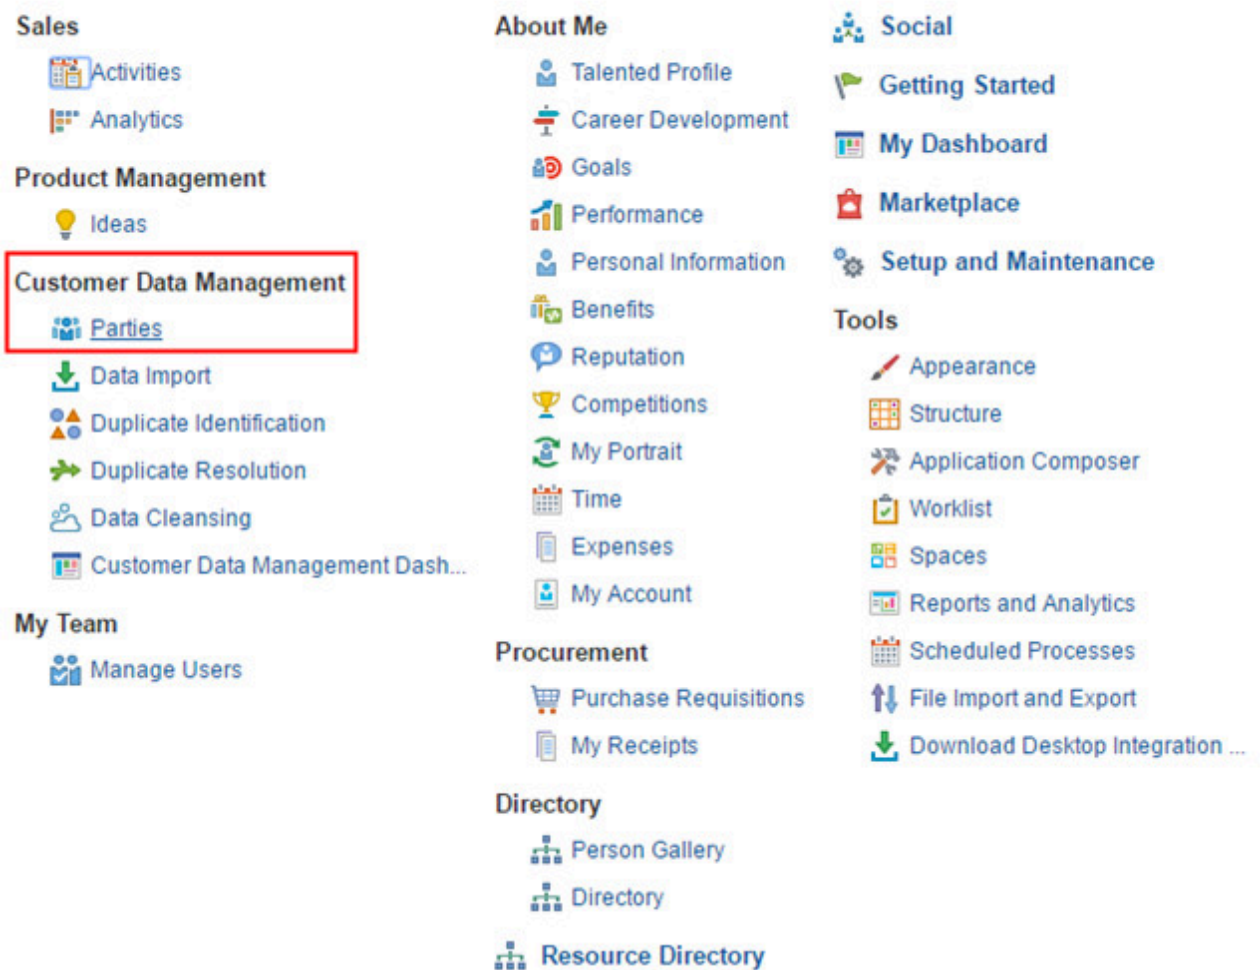 Sales
Activities
Analytics
Product Management
Ideas
Customer Data Management
Parties
Data Import
Duplicate Identification
Duplicate Resolution
Data Cleansing
Customer Data Management Dash...
My Team
Manage Users
About Me
Talented Profile
Career Development
Goals
Performance
Personal Information
Benefits
Reputation
Competitions
My Portrait
Time
Expenses
My Account
Procurement
Purchase Requisitions
My Receipts
Directory
Person Gallery
Directory
Resource Directory
Social
Getting Started
My Dashboard
Marketplace
Setup and Maintenance
Tools
Appearance
Structure
Application Composer
Worklist
Spaces
Reports and Analytics
Scheduled Processes
File Import and Export
Download Desktop Integration ...